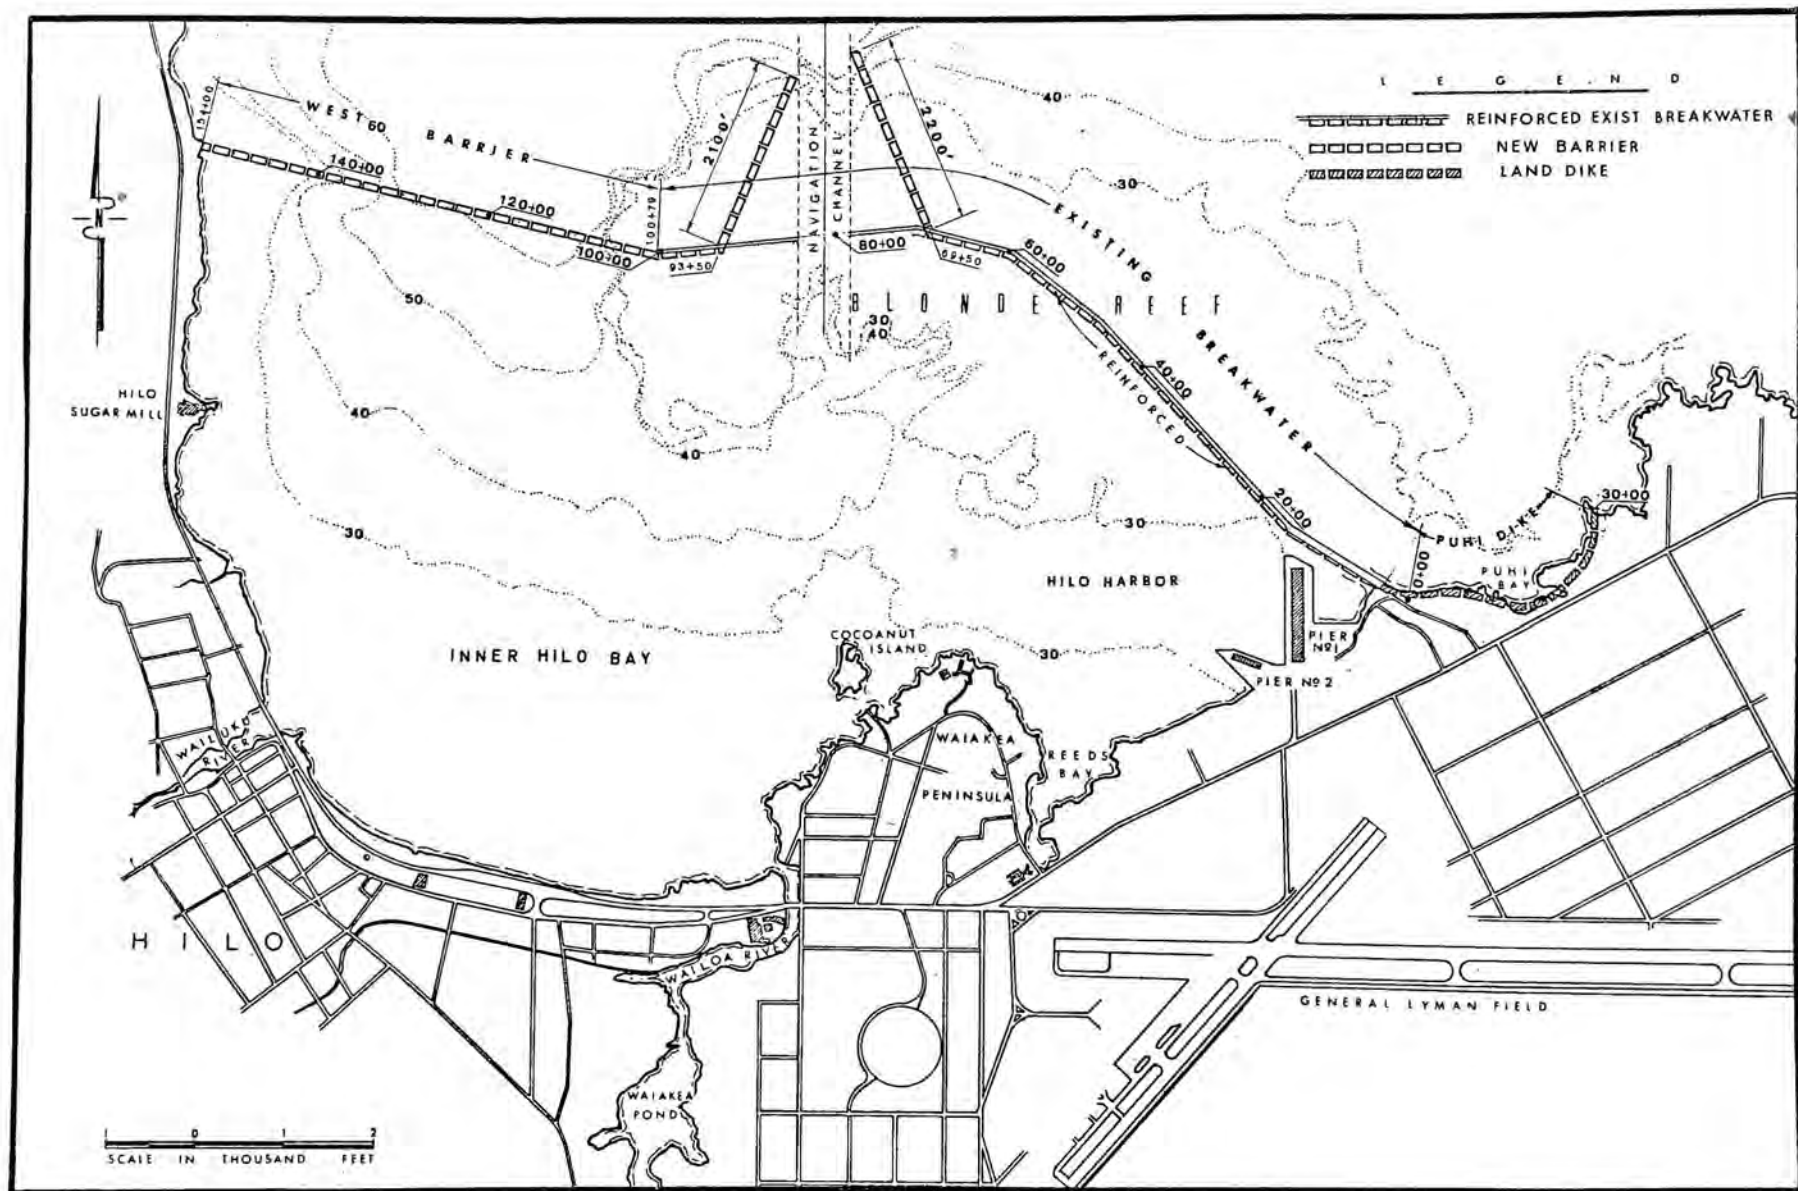 LEGEND
REINFORCED EXIST BREAKWATER
NEW BARRIER
LAND DIKE
154+00
WEST BARRIER
60
140+00
120+00
100+00
100+79
93+50
2100'
NAVIGATION
CHANNEL
2200'
80+00
69+50
60+00
40
30
EXISTING BREAKWATER
BLONDE REEF
30
40
REINFORCED
40+00
20+00
0+00
PUHI DIKE
30+00
PUHI
BAY
N
50
40
40
30
30
30
HILO
SUGAR MILL
HILO HARBOR
PIER
Nº1
PIER Nº 2
INNER HILO BAY
COCOANUT
ISLAND
WAIAKEA
PENINSULA
REEDS
BAY
WAILUKU
RIVER
HILO
WAILOA RIVER
WAIAKEA
POND
GENERAL LYMAN FIELD
1 0 1 2
SCALE IN THOUSAND FEET